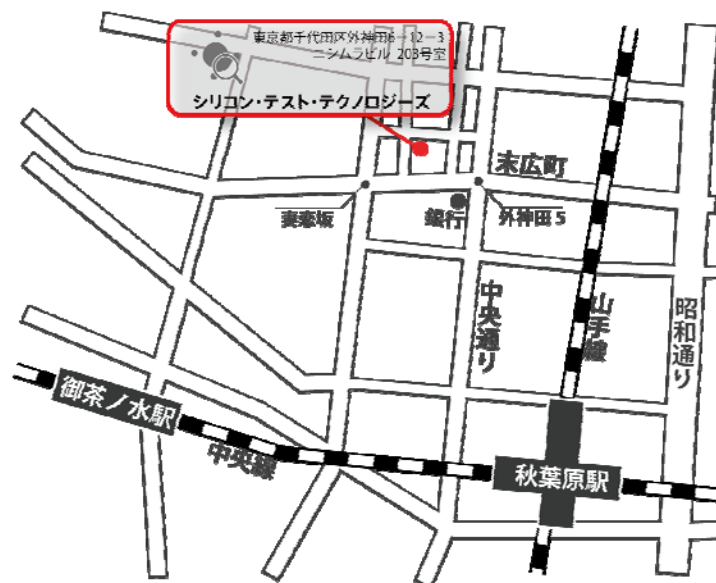 東京都千代田区外神田6－12－3
ニシムラビル 203号室
シリコン・テスト・テクノロジーズ
末広町
妻恋坂
銀行
外神田5
中央通り
山手線
昭和通り
御茶ノ水駅
中央線
秋葉原駅